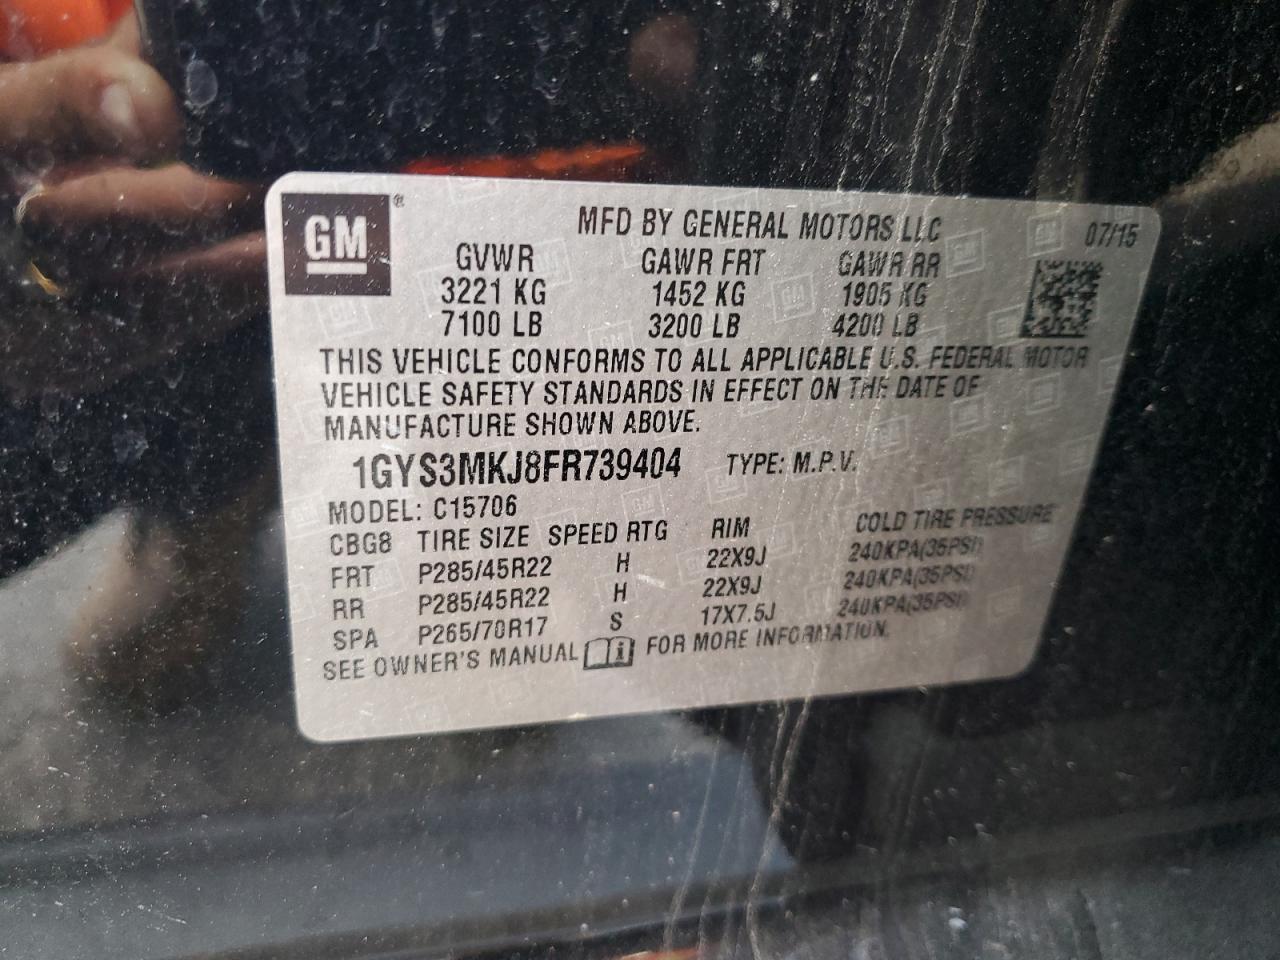 GM®
MFD BY GENERAL MOTORS LLC 07/15
GVWR GAWR FRT GAWR RR
3221 KG 1452 KG 1905 KG
7100 LB 3200 LB 4200 LB
THIS VEHICLE CONFORMS TO ALL APPLICABLE U.S. FEDERAL MOTOR
VEHICLE SAFETY STANDARDS IN EFFECT ON THE DATE OF
MANUFACTURE SHOWN ABOVE.
1GYS3MKJ8FR739404 TYPE: M.P.V.
MODEL: C15706
CBG8 TIRE SIZE SPEED RTG RIM COLD TIRE PRESSURE
FRT P285/45R22 H 22X9J 240KPA(35PSI)
RR P285/45R22 H 22X9J 240KPA(35PSI)
SPA P265/70R17 S 17X7.5J 240KPA(35PSI)
SEE OWNER'S MANUAL FOR MORE INFORMATION.